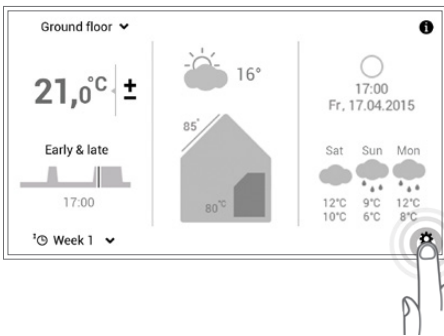 Ground floor
21,0°C ±
Early & late
17:00
Week 1
16°
85°
80°C
17:00
Fr, 17.04.2015
Sat Sun Mon
12°C 9°C 12°C
10°C 6°C 8°C